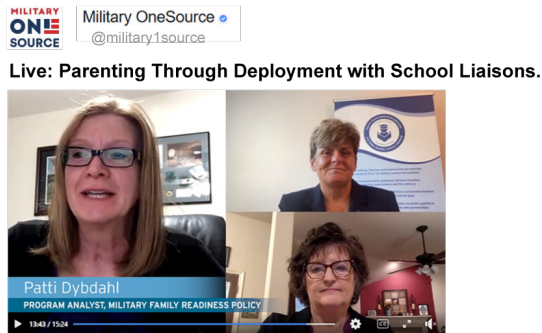 MILITARY
ONE
SOURCE
Military OneSource
@military1source
Live: Parenting Through Deployment with School Liaisons.
Patti Dybdahl
PROGRAM ANALYST, MILITARY FAMILY READINESS POLICY
13:43 / 15:24
CC